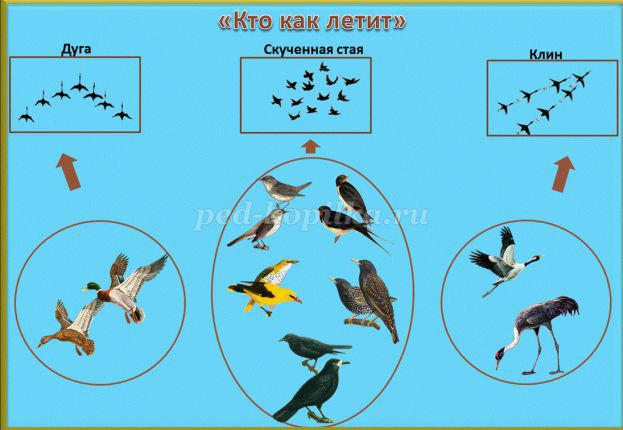 «Кто как летит»
Дуга
Скученная стая
Клин
ped-kopilka.ru